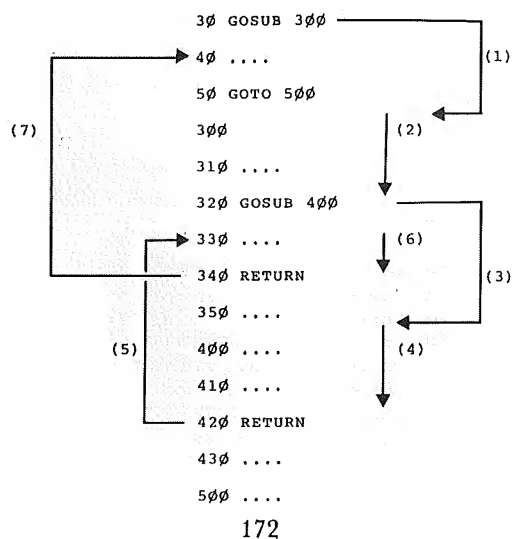 3Ø GOSUB 3ØØ
4Ø .... (1)
5Ø GOTO 5ØØ
(7) 3ØØ (2)
31Ø ....
32Ø GOSUB 4ØØ
33Ø .... (6)
34Ø RETURN (3)
35Ø ....
(5) 4ØØ .... (4)
41Ø ....
42Ø RETURN
43Ø ....
5ØØ ....
172